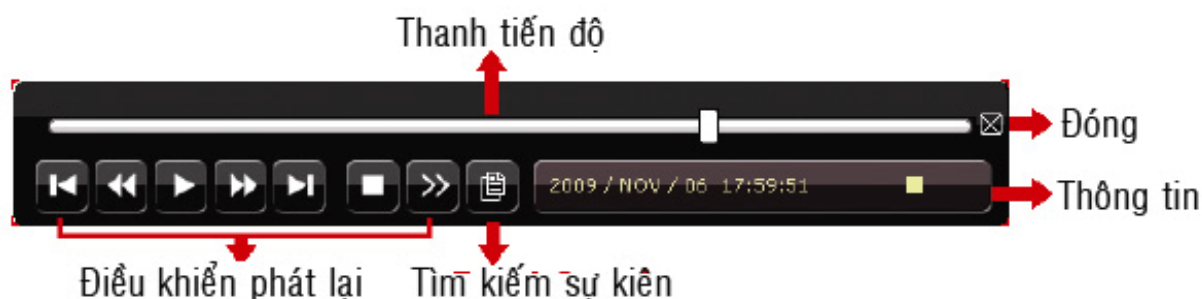 Thanh tiến độ
Đóng
2009 / NOV / 06 17:59:51
Thông tin
Điều khiển phát lại
Tìm kiếm sự kiên